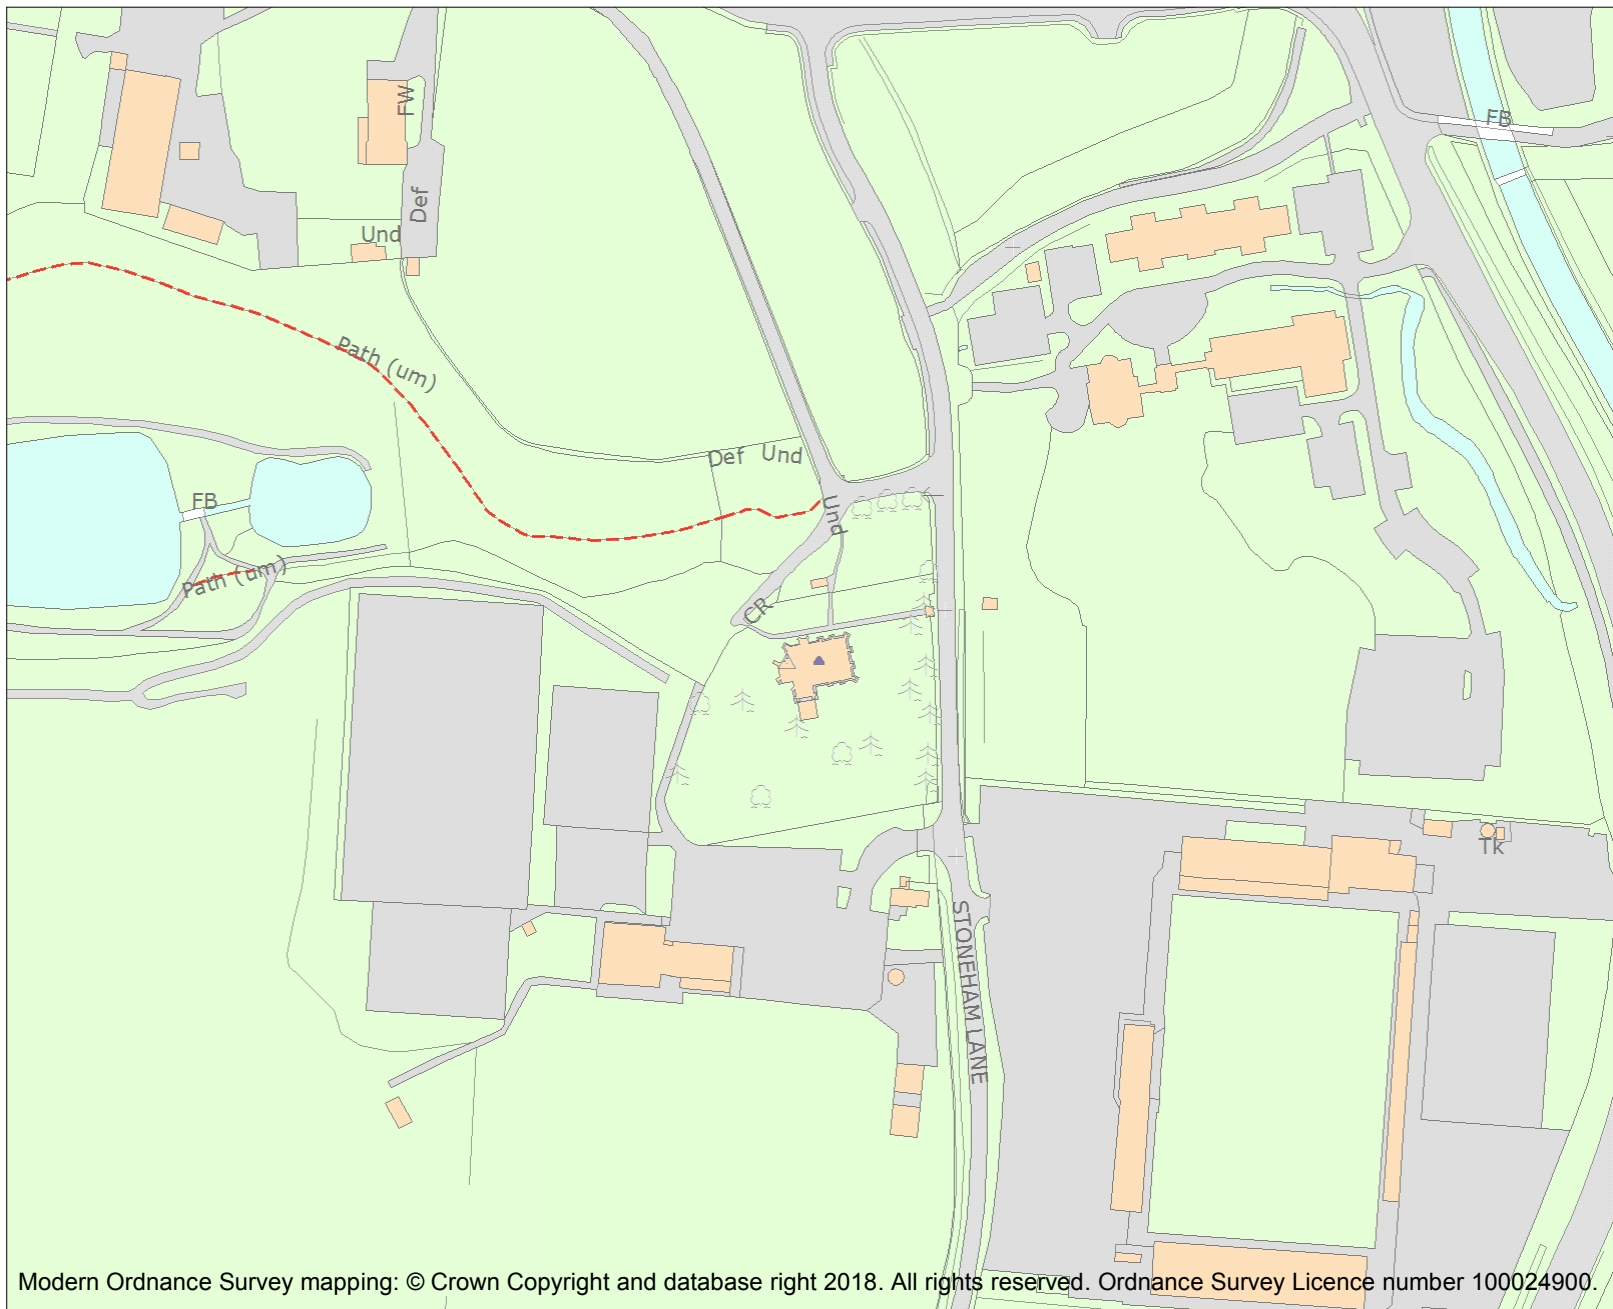 FW
FB
Def
Und
Path (um)
Def Und
FB
Und
Path (um)
CR
Tk
STONEHAM LANE
Modern Ordnance Survey mapping: © Crown Copyright and database right 2018. All rights reserved. Ordnance Survey Licence number 100024900.